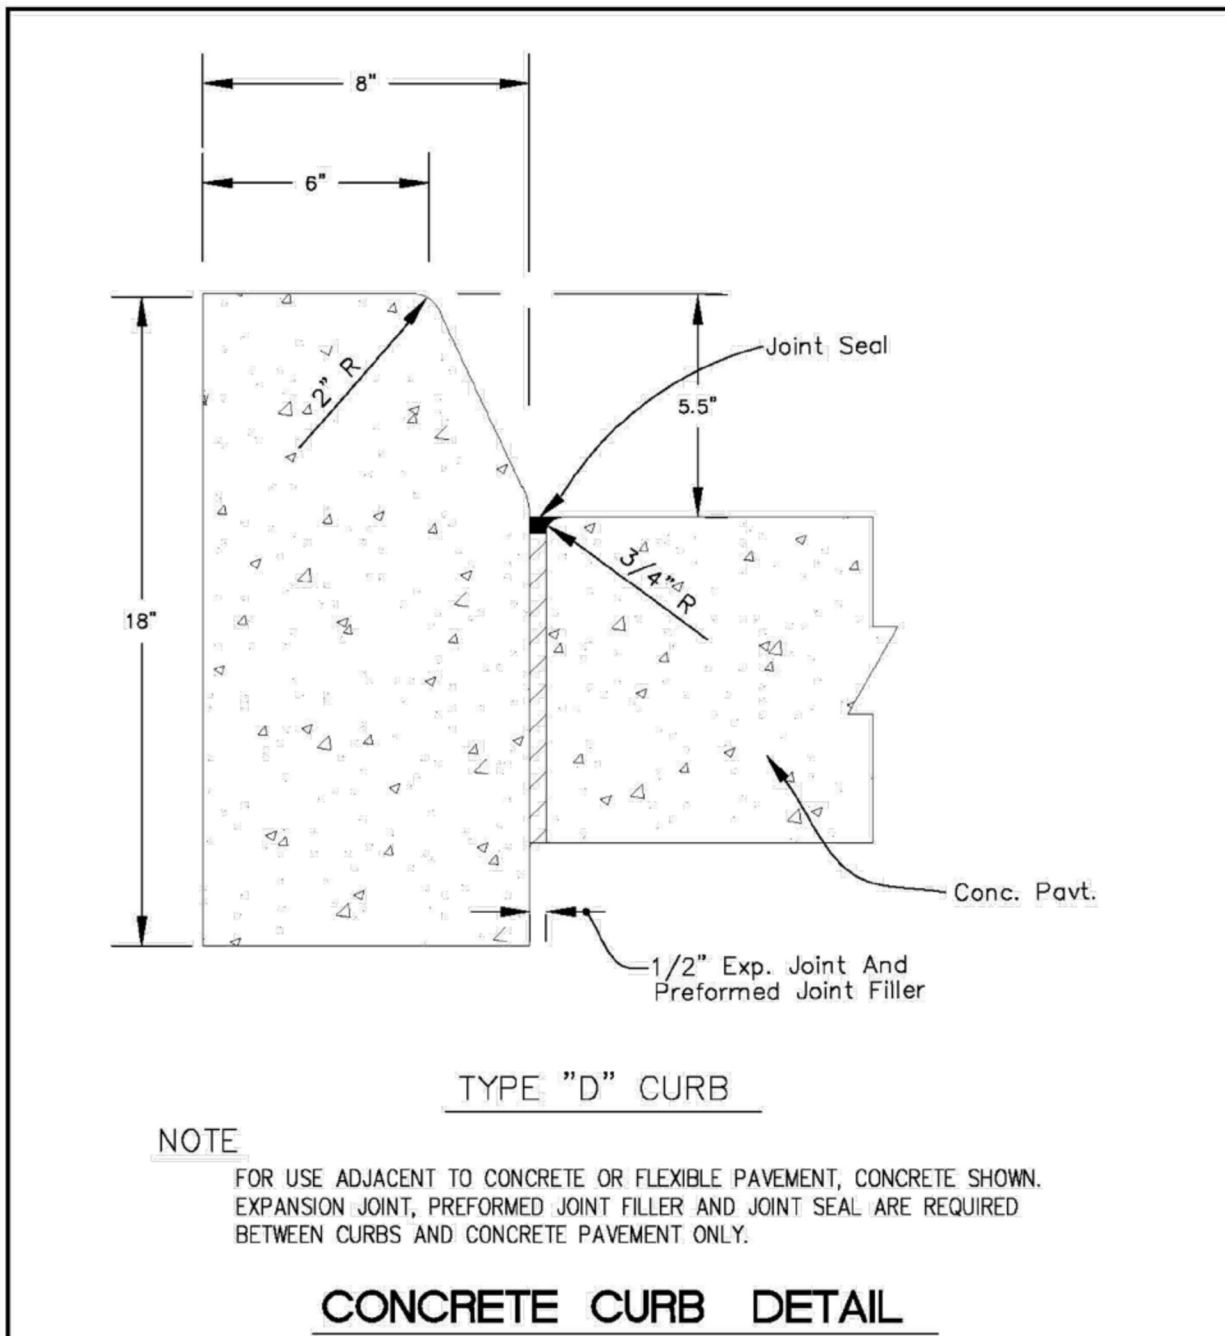 8"
6"
2" R
Joint Seal
5.5"
3/4" R
18"
Conc. Pavt.
1/2" Exp. Joint And
Preformed Joint Filler
TYPE "D" CURB
NOTE
FOR USE ADJACENT TO CONCRETE OR FLEXIBLE PAVEMENT, CONCRETE SHOWN.
EXPANSION JOINT, PREFORMED JOINT FILLER AND JOINT SEAL ARE REQUIRED
BETWEEN CURBS AND CONCRETE PAVEMENT ONLY.
CONCRETE CURB DETAIL